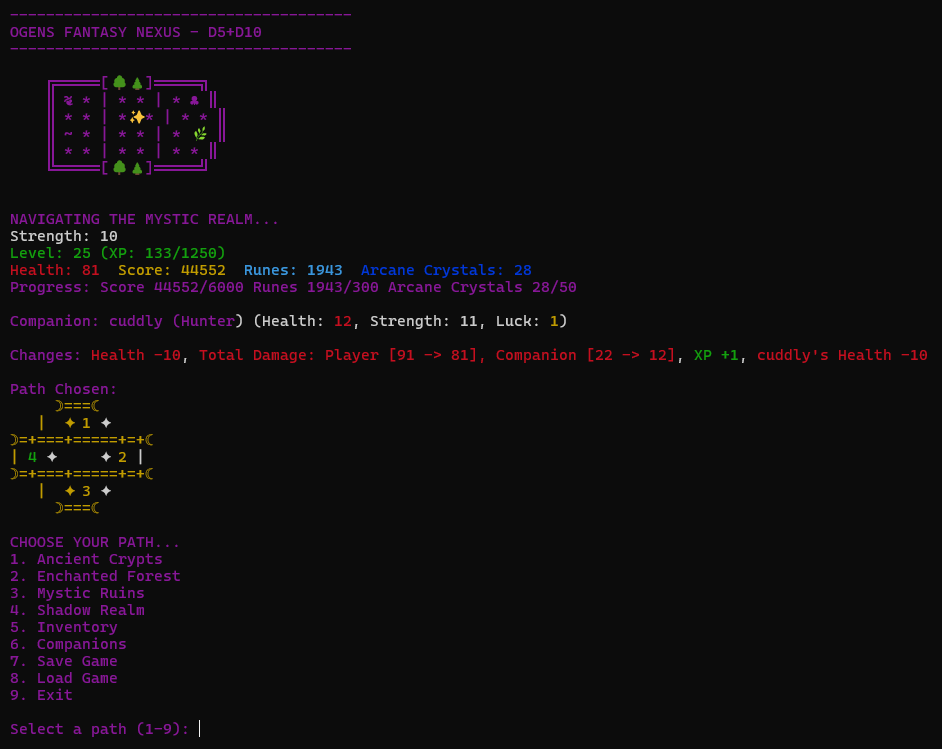 --------------------------------------
OGENS FANTASY NEXUS - D5+D10
--------------------------------------
╔═════[🌳🌲]═════╗
║ * | * * | * ♣ ║
║ * * | *✨* | * * ║
║ ~ * | * * | * 🌿 ║
║ * * | * * | * * ║
╚═════[🌳🌲]═════╝
NAVIGATING THE MYSTIC REALM...
Strength: 10
Level: 25 (XP: 133/1250)
Health: 81  Score: 44552  Runes: 1943  Arcane Crystals: 28
Progress: Score 44552/6000 Runes 1943/300 Arcane Crystals 28/50
Companion: cuddly (Hunter) (Health: 12, Strength: 11, Luck: 1)
Changes: Health -10, Total Damage: Player [91 -> 81], Companion [22 -> 12], XP +1, cuddly's Health -10
Path Chosen:
☽===☾
|  ✦ 1 ✦
☽=+===+=====+=+☾
| 4 ✦     ✦ 2 |
☽=+===+=====+=+☾
|  ✦ 3 ✦
☽===☾
CHOOSE YOUR PATH...
1. Ancient Crypts
2. Enchanted Forest
3. Mystic Ruins
4. Shadow Realm
5. Inventory
6. Companions
7. Save Game
8. Load Game
9. Exit
Select a path (1-9):